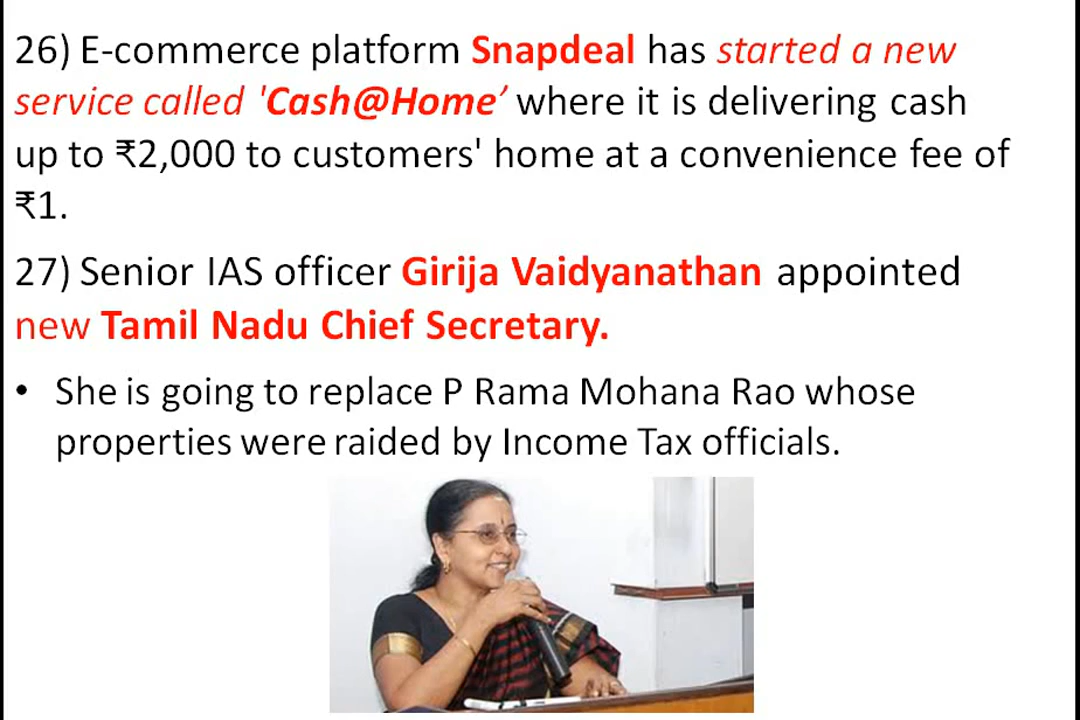 26) E-commerce platform Snapdeal has started a new
service called 'Cash@Home’ where it is delivering cash
up to ₹2,000 to customers' home at a convenience fee of
₹1.
27) Senior IAS officer Girija Vaidyanathan appointed
new Tamil Nadu Chief Secretary.
• She is going to replace P Rama Mohana Rao whose
properties were raided by Income Tax officials.